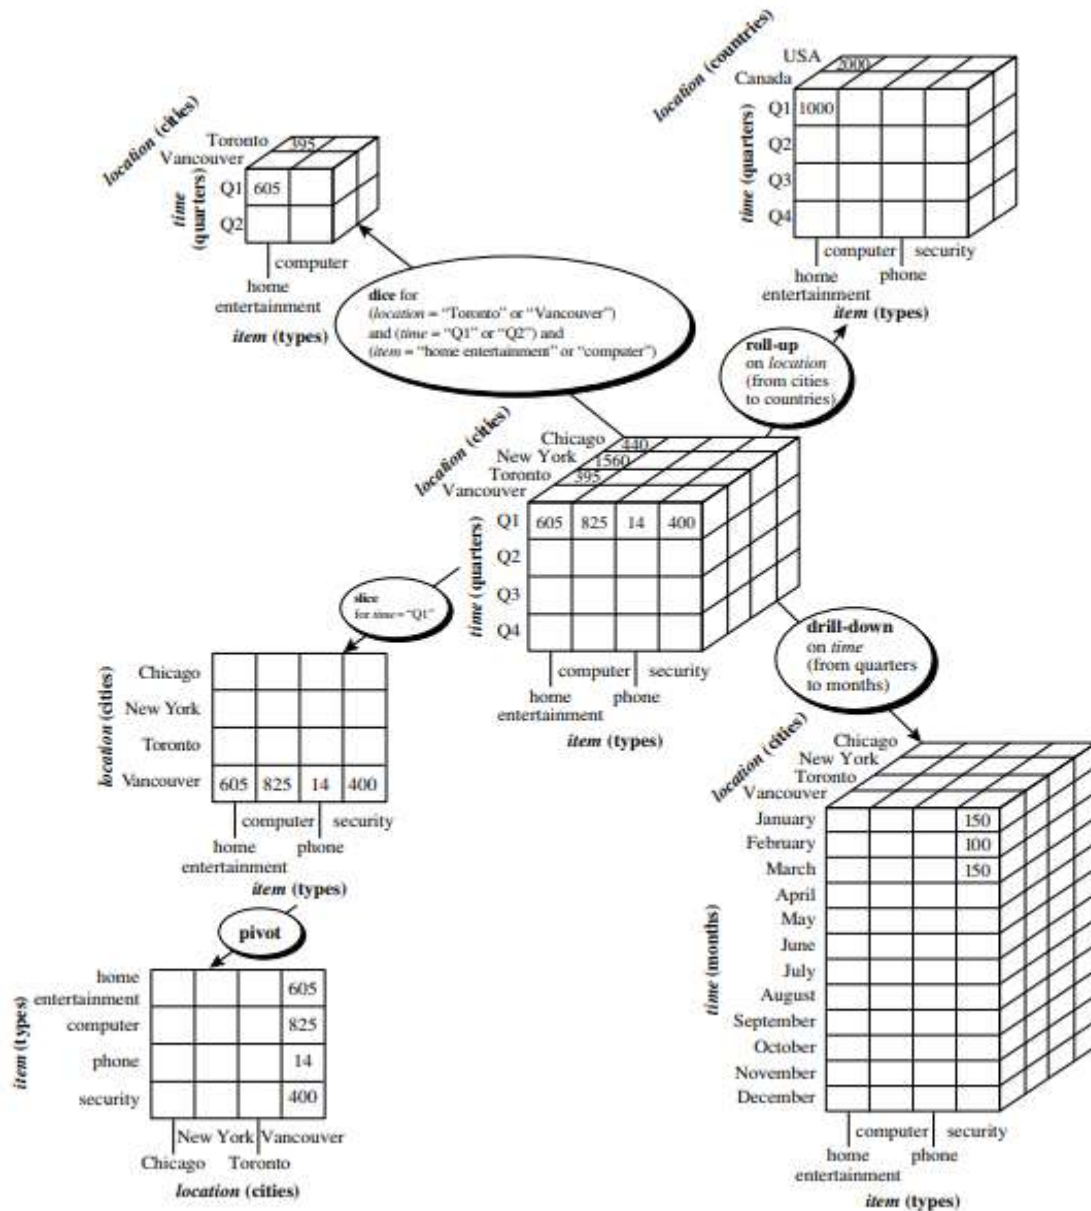 location (countries)
USA
2000
Canada
time (quarters)
Q1 1000
Q2
Q3
Q4
computer security
home phone
entertainment
item (types)
location (cities)
Toronto
395
Vancouver
time
(quarters)
Q1 605
Q2
computer
home
entertainment
item (types)
dice for
(location = “Toronto” or “Vancouver”)
and (time = “Q1” or “Q2”) and
(item = “home entertainment” or “computer”)
roll-up
on location
(from cities
to countries)
location (cities)
Chicago 440
New York 1560
Toronto 395
Vancouver
time (quarters)
Q1 605 825 14 400
Q2
Q3
Q4
computer security
home phone
entertainment
item (types)
slice
for time = “Q1”
location (cities)
Chicago
New York
Toronto
Vancouver 605 825 14 400
computer security
home phone
entertainment
item (types)
drill-down
on time
(from quarters
to months)
location (cities)
Chicago
New York
Toronto
Vancouver
time (months)
January 150
February 100
March 150
April
May
June
July
August
September
October
November
December
computer security
home phone
entertainment
item (types)
pivot
item (types)
home
entertainment 605
computer 825
phone 14
security 400
New York Vancouver
Chicago Toronto
location (cities)